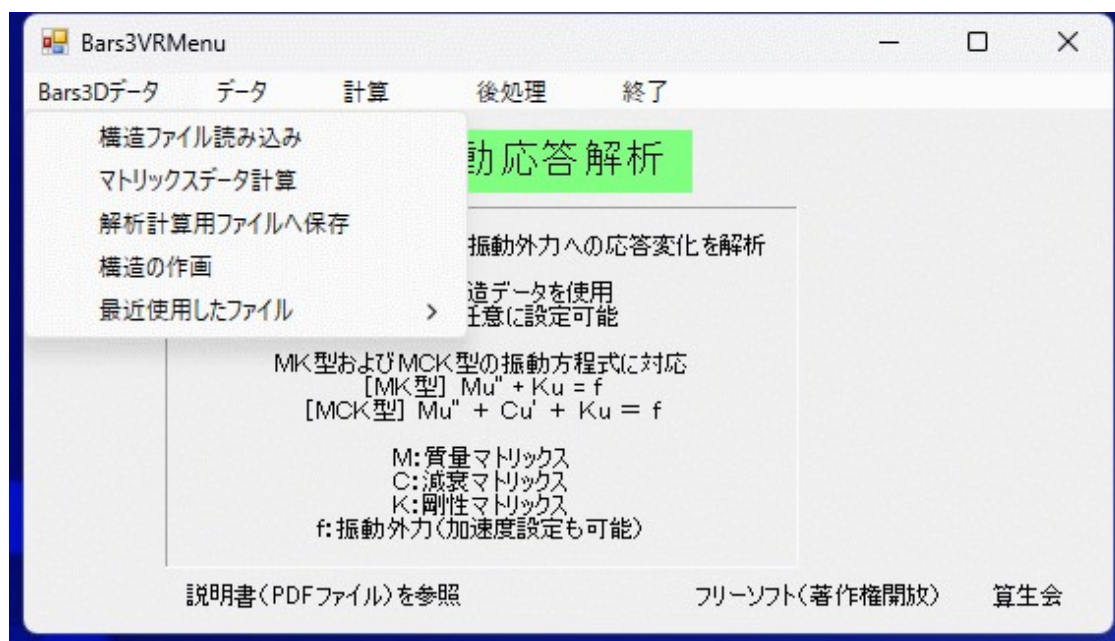 Bars3VRMenu
Bars3Dデータ データ 計算 後処理 終了
構造ファイル読み込み
マトリックスデータ計算
解析計算用ファイルへ保存
構造の作画
最近使用したファイル
動応答解析
振動外力への応答変化を解析
造データを使用
任意に設定可能
MK型およびMCK型の振動方程式に対応
[MK型] Mu" + Ku = f
[MCK型] Mu" + Cu' + Ku = f
M:質量マトリックス
C:減衰マトリックス
K:剛性マトリックス
f:振動外力(加速度設定も可能)
説明書(PDFファイル)を参照 フリーソフト(著作権開放) 算生会